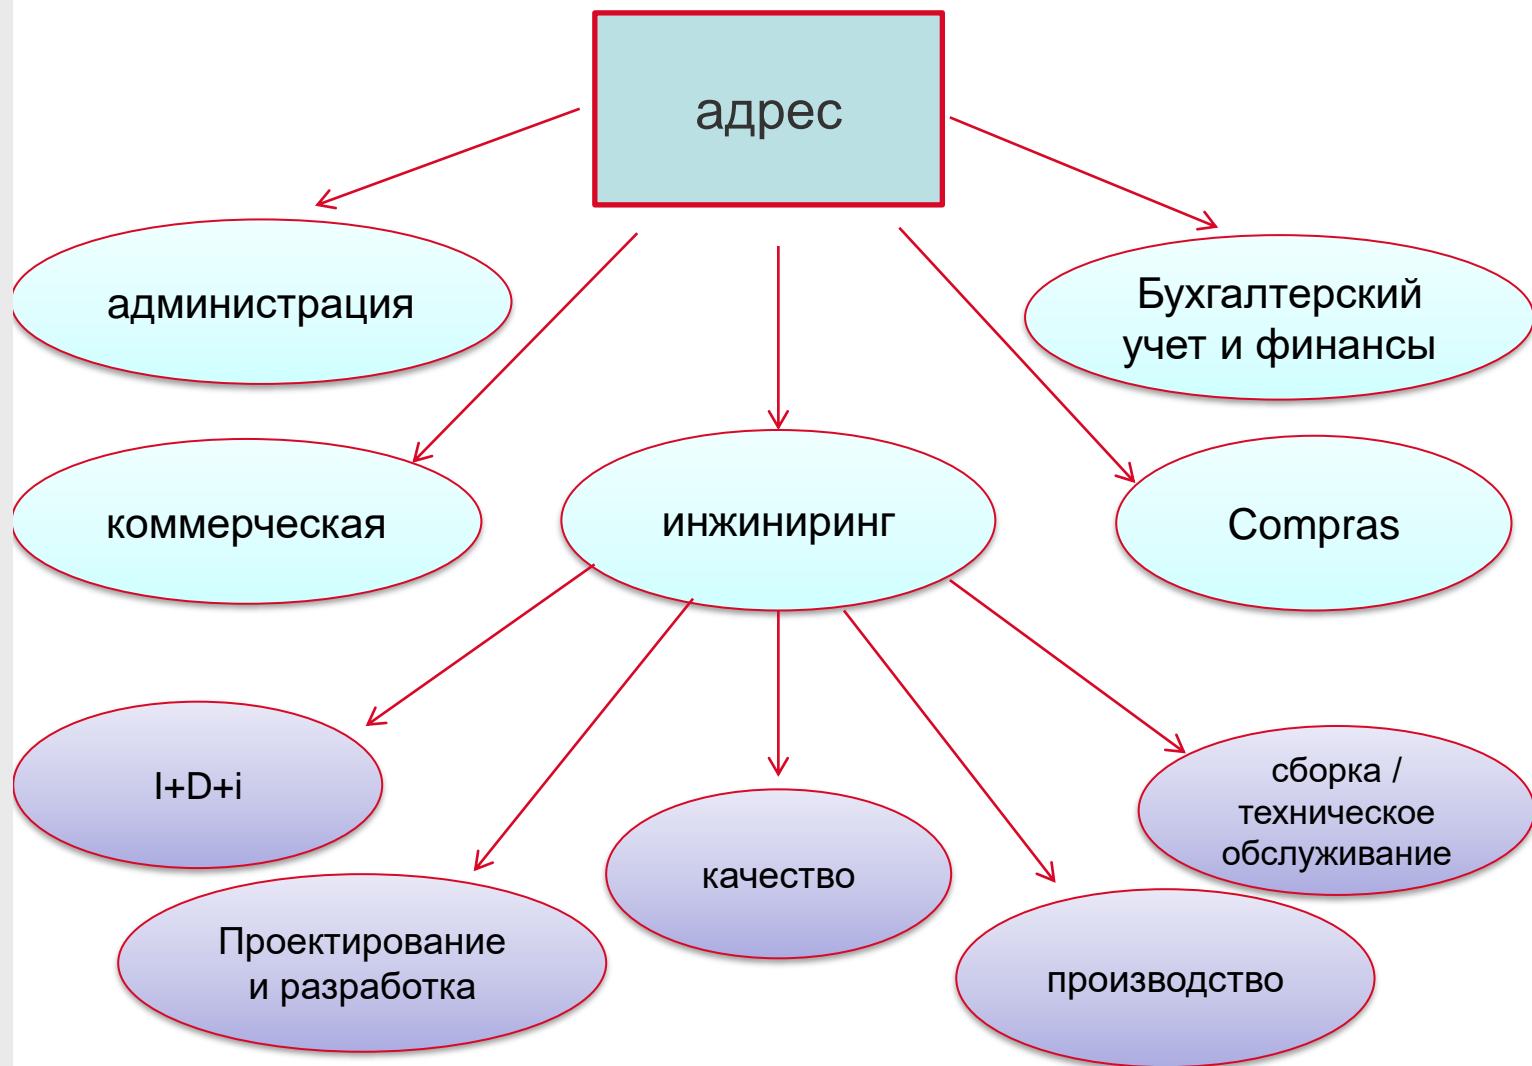 адрес
администрация
Бухгалтерский
учет и финансы
коммерческая
инжиниринг
Compras
I+D+i
Проектирование
и разработка
качество
производство
сборка /
техническое
обслуживание